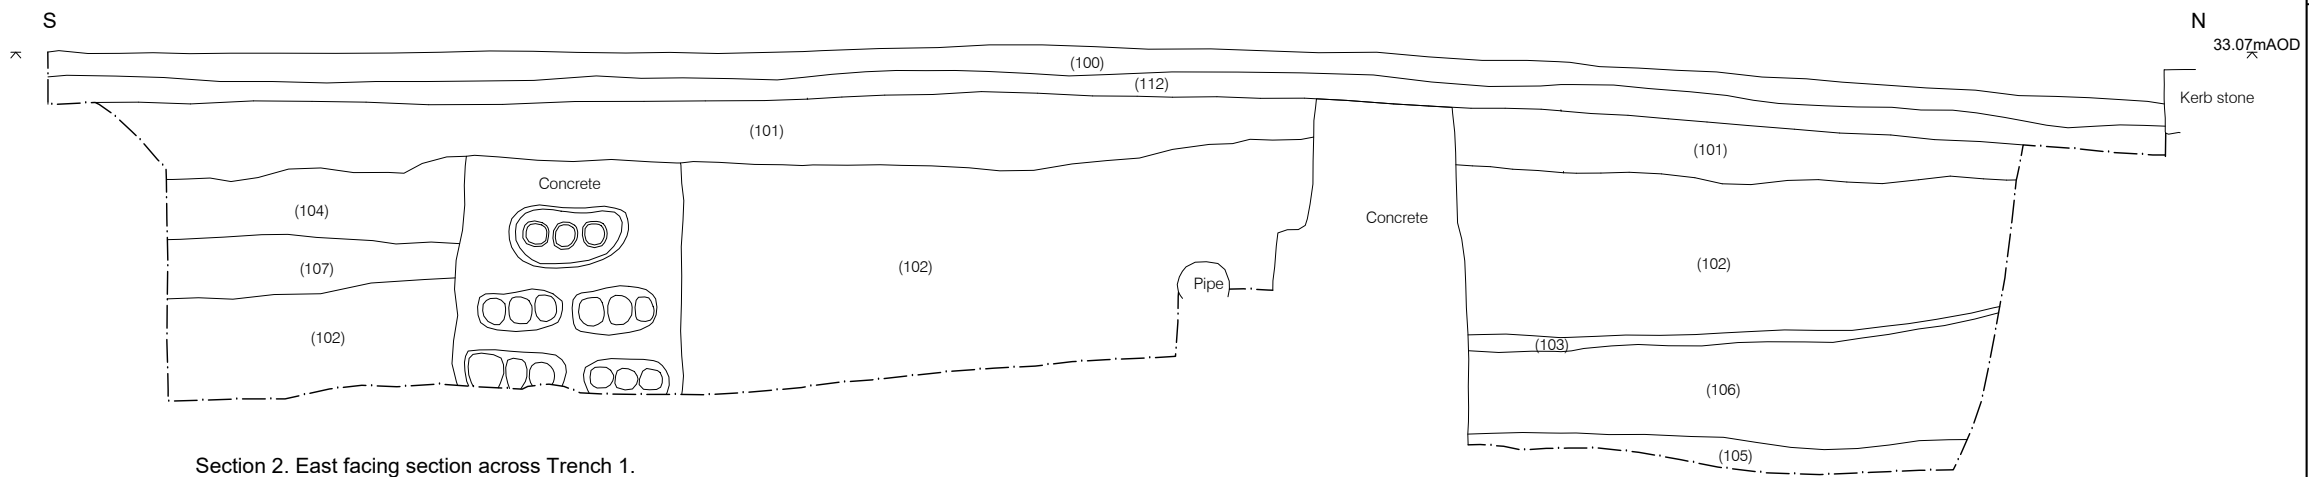 S
N
33.07mAOD
(100)
(112)
Kerb stone
(101)
(101)
Concrete
(104)
Concrete
(107)
(102)
(102)
Pipe
(102)
(103)
(106)
(105)
Section 2. East facing section across Trench 1.